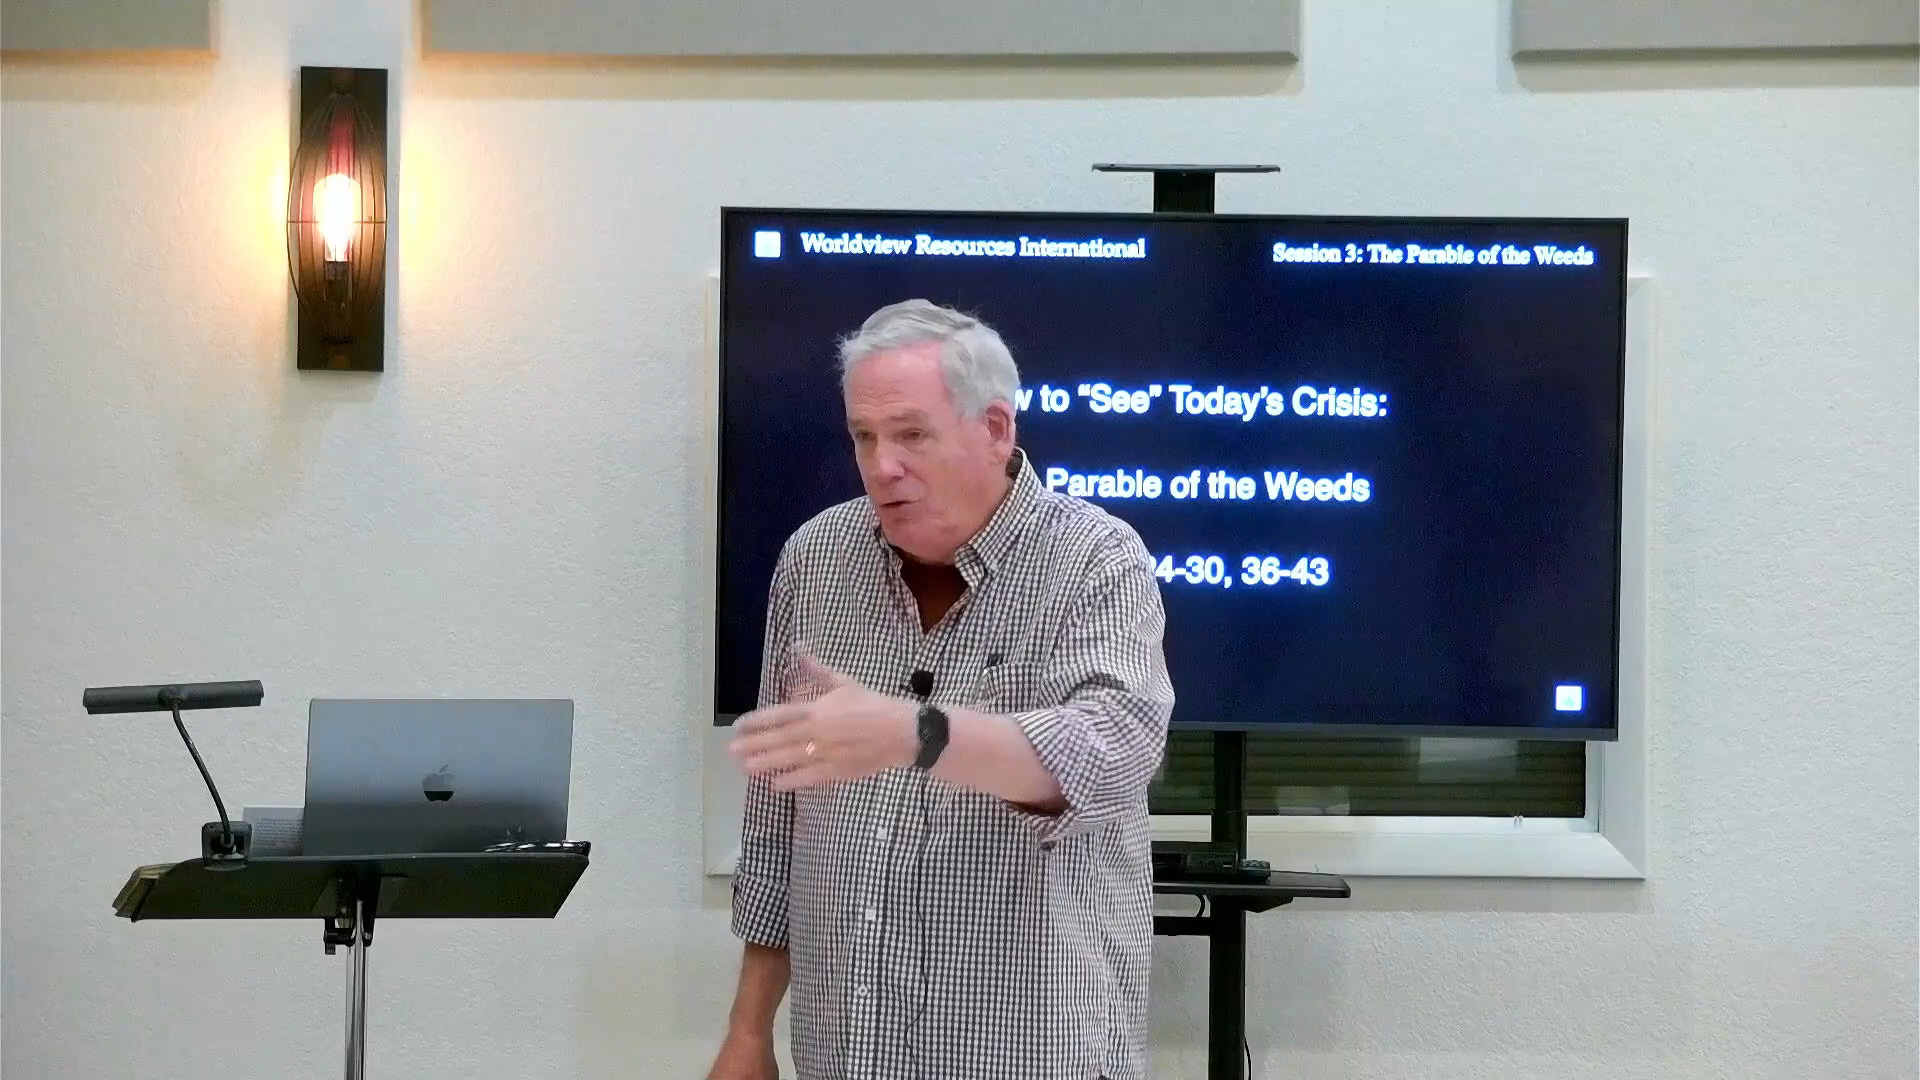 Worldview Resources International
Session 3: The Parable of the Weeds
w to “See” Today’s Crisis:
Parable of the Weeds
24-30, 36-43